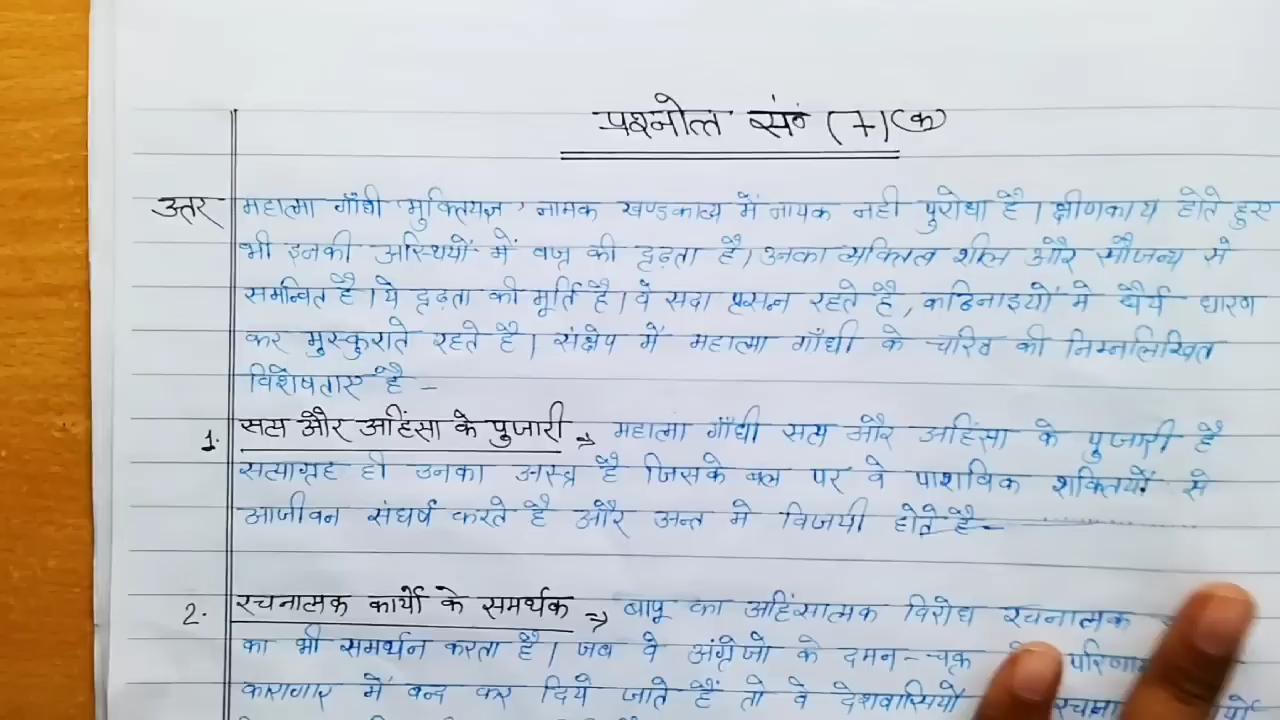 प्रश्नोत्त सं० (7) (क)
उत्तर महात्मा गाँधी 'मुक्तियज्ञ' नामक खण्डकाव्य में नायक नही पुरोधा है। क्षीणकाय होते हुए
भी इनकी अस्थियों में वज्र की दृढ़ता है। उनका व्यक्तित्व शील और सौजन्य से
समन्वित है। ये दृढ़ता की मूर्ति है। वे सदा प्रसन्न रहते है, कठिनाइयों मे धैर्य धारण
कर मुस्कुराते रहते है। संक्षेप में महात्मा गाँधी के चरित्र की निम्नलिखित
विशेषताए है –
1. सत्य और अहिंसा के पुजारी ⇒ महात्मा गाँधी सत्य और अहिंसा के पुजारी है
सत्याग्रह ही उनका अस्त्र है जिसके बल पर वे पाशविक शक्तियों से
आजीवन संघर्ष करते है और अन्त मे विजयी होते है–
2. रचनात्मक कार्यो के समर्थक ⇒ बापू का अहिंसात्मक विरोध रचनात्मक
का भी समर्थन करता है। जब वे अंग्रेजो के दमन-चक्र
कारागार में बन्द कर दिये जाते हैं तो वे देशवासियो